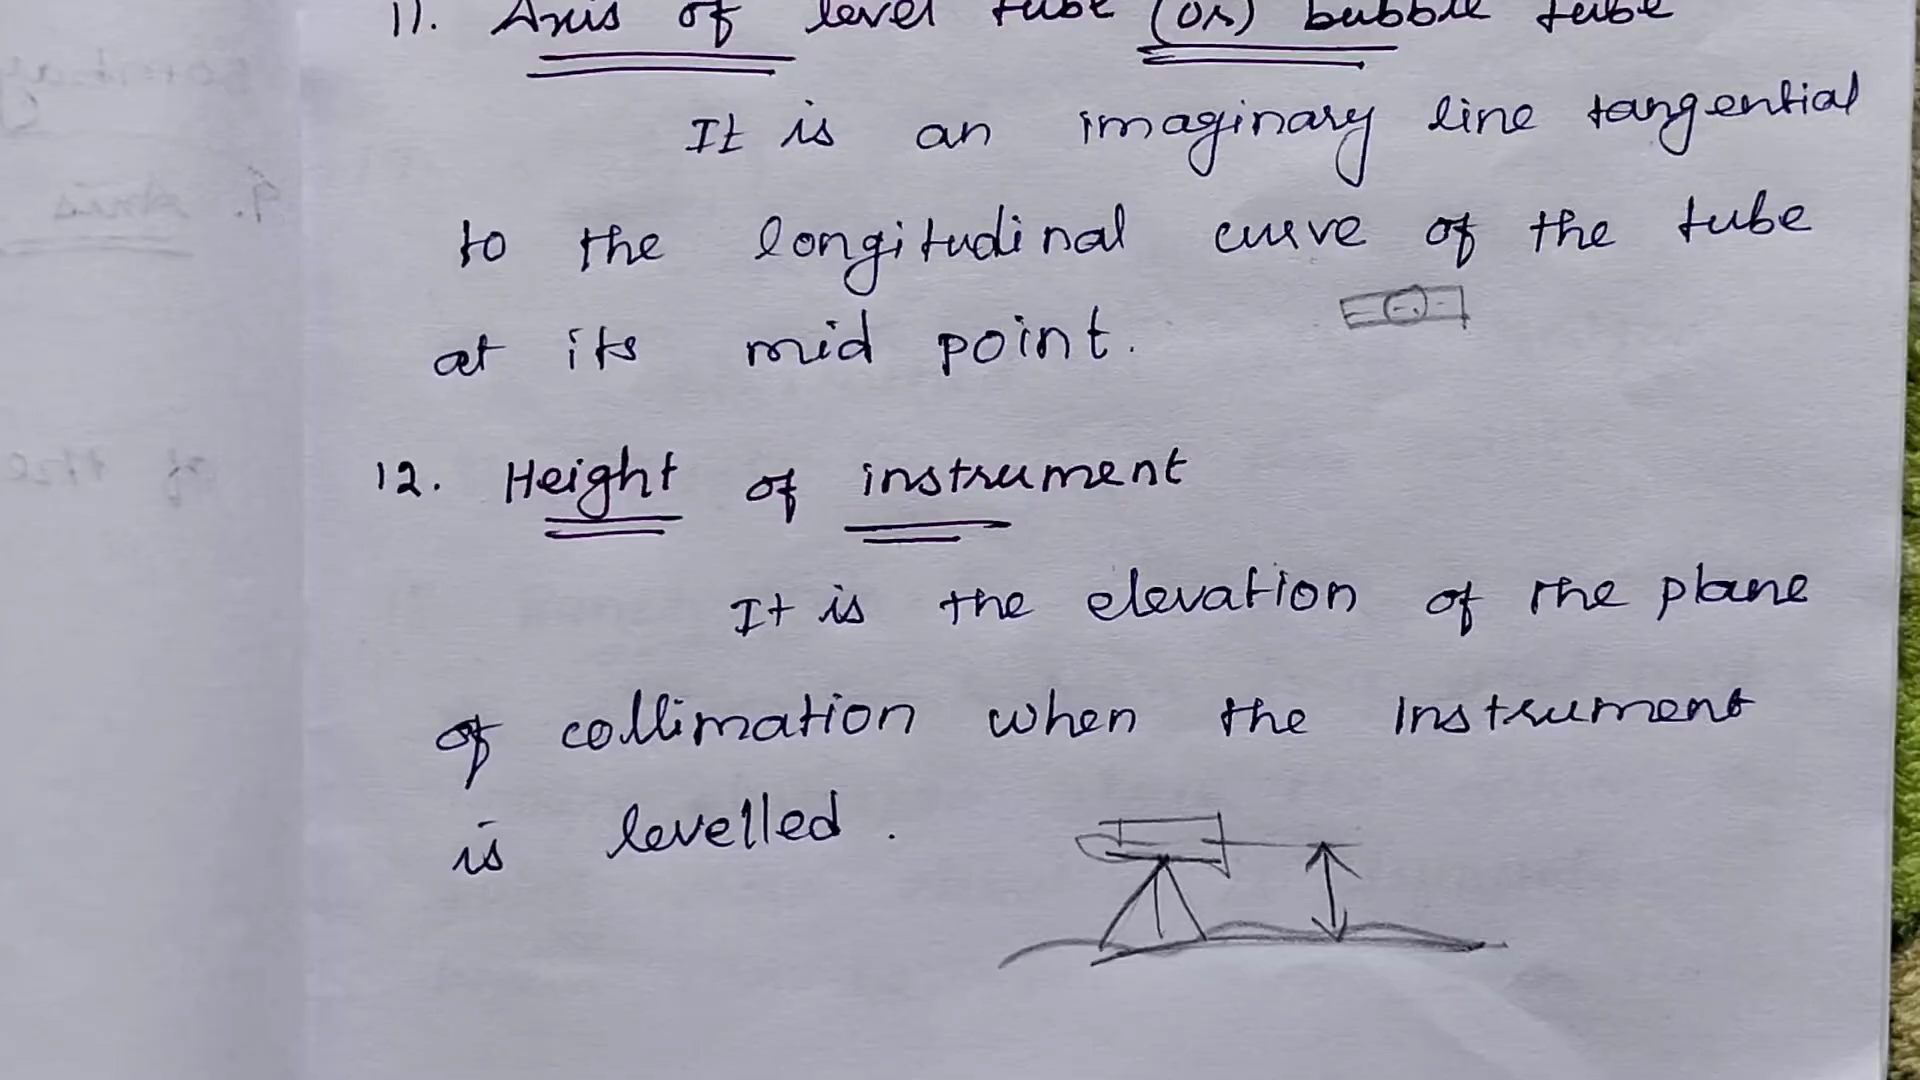 11. Axis of level tube (or) bubble tube
It is an imaginary line tangential
to the longitudinal curve of the tube
at its mid point.
12. Height of instrument
It is the elevation of the plane
of collimation when the instrument
is levelled.